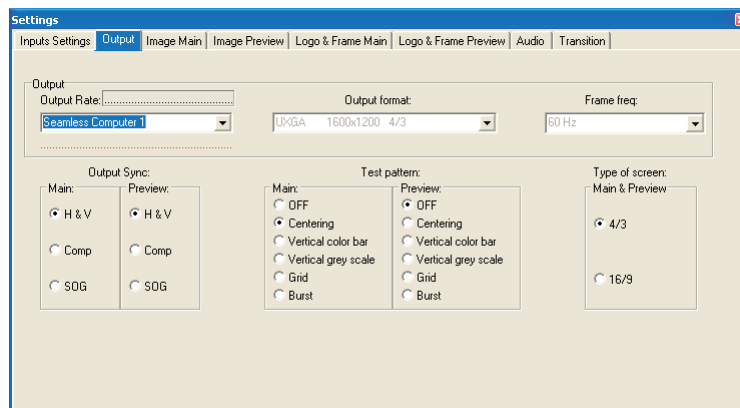 Settings
Inputs Settings Output Image Main Image Preview Logo & Frame Main Logo & Frame Preview Audio Transition
Output
Output Rate: Output format: Frame freq:
Seamless Computer 1 UXGA 1600x1200 4/3 60 Hz
Output Sync: Test pattern: Type of screen:
Main: Preview: Main: Preview: Main & Preview
OFF OFF
H & V H & V Centering Centering 4/3
Vertical color bar Vertical color bar
Comp Comp Vertical grey scale Vertical grey scale
Grid Grid
SOG SOG Burst Burst 16/9